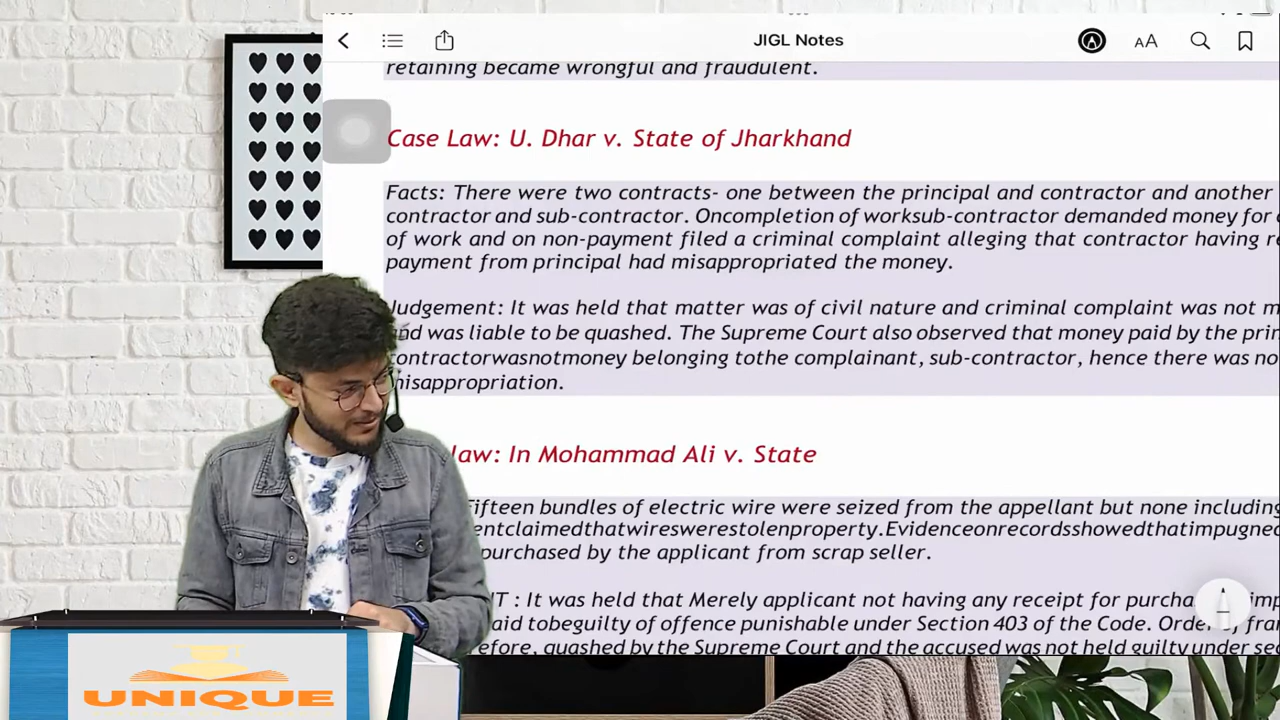 JIGL Notes
AA
retaining became wrongful and fraudulent.
Case Law: U. Dhar v. State of Jharkhand
Facts: There were two contracts- one between the principal and contractor and another
contractor and sub-contractor. Oncompletion of worksub-contractor demanded money for
of work and on non-payment filed a criminal complaint alleging that contractor having
payment from principal had misappropriated the money.
Judgement: It was held that matter was of civil nature and criminal complaint was not
and was liable to be quashed. The Supreme Court also observed that money paid by the
contractorwasnotmoney belonging tothe complainant, sub-contractor, hence there was no
misappropriation.
law: In Mohammad Ali v. State
Fifteen bundles of electric wire were seized from the appellant but none including
entclaimedthatwireswerestolenproperty.Evidenceonrecordsshowedthatimpugned
purchased by the applicant from scrap seller.
T : It was held that Merely applicant not having any receipt for
aid tobeguilty of offence punishable under Section 403 of the Code. Order of
efore, quashed by the Supreme Court and the accused was not held guilty under
UNIQUE